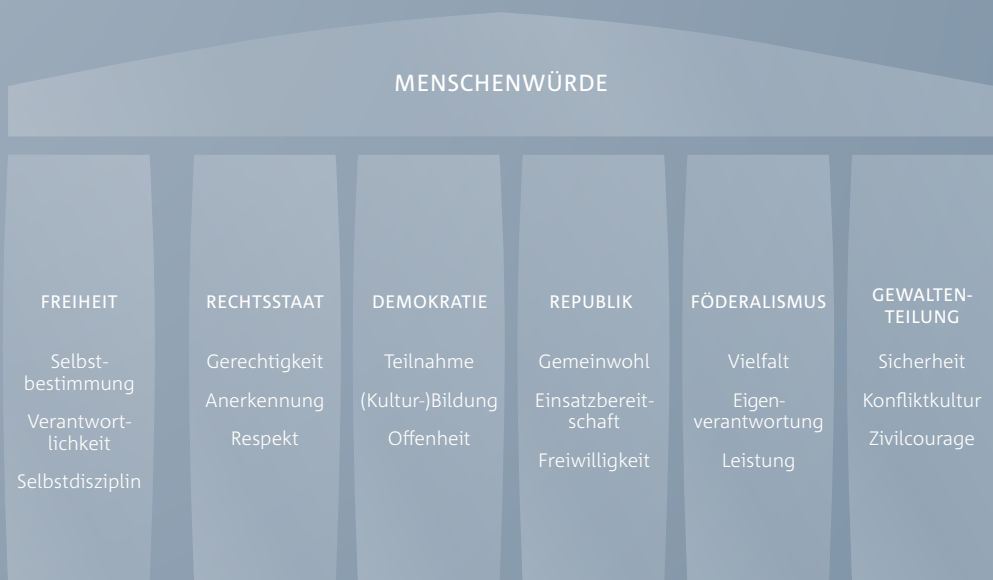 MENSCHENWÜRDE
FREIHEIT
Selbst-
bestimmung
Verantwort-
lichkeit
Selbstdisziplin
RECHTSSTAAT
Gerechtigkeit
Anerkennung
Respekt
DEMOKRATIE
Teilnahme
(Kultur-)Bildung
Offenheit
REPUBLIK
Gemeinwohl
Einsatzbereit-
schaft
Freiwilligkeit
FÖDERALISMUS
Vielfalt
Eigen-
verantwortung
Leistung
GEWALTEN-
TEILUNG
Sicherheit
Konfliktkultur
Zivilcourage